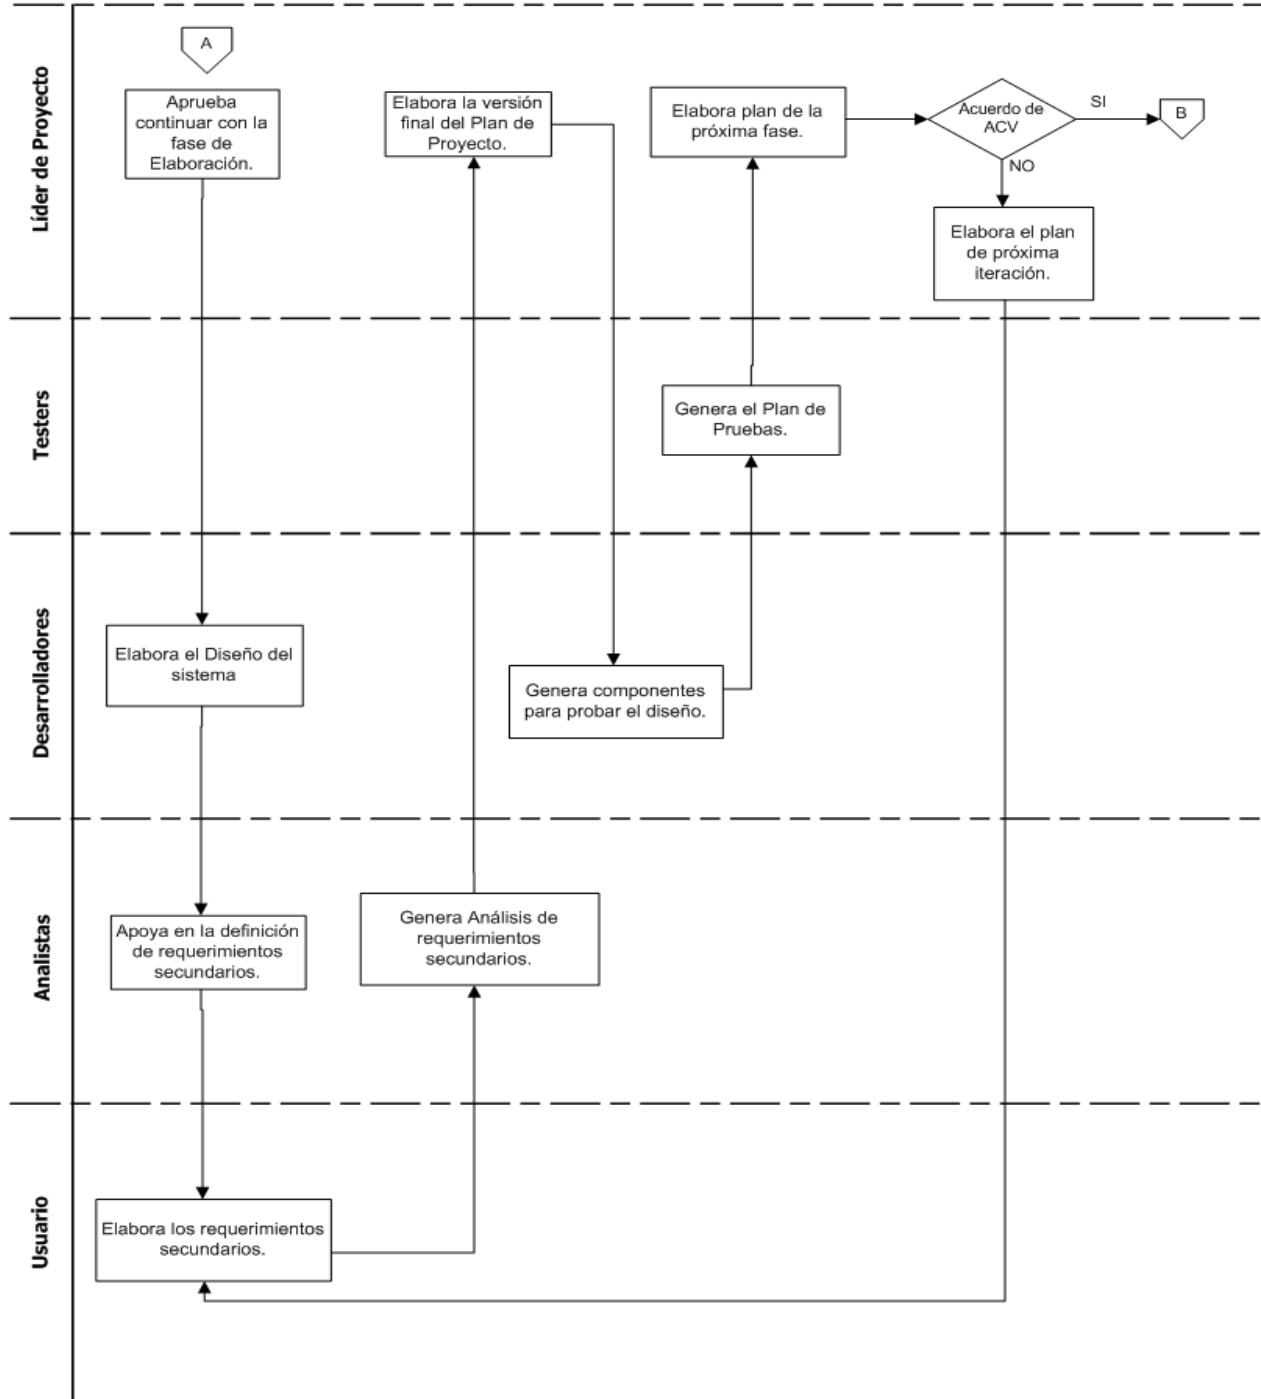 Líder de Proyecto
A
Aprueba
continuar con la
fase de
Elaboración.
Elabora la versión
final del Plan de
Proyecto.
Elabora plan de la
próxima fase.
Acuerdo de
ACV
SI
B
NO
Elabora el plan
de próxima
iteración.
Testers
Genera el Plan de
Pruebas.
Desarrolladores
Elabora el Diseño del
sistema
Genera componentes
para probar el diseño.
Analistas
Apoya en la definición
de requerimientos
secundarios.
Genera Análisis de
requerimientos
secundarios.
Usuario
Elabora los requerimientos
secundarios.